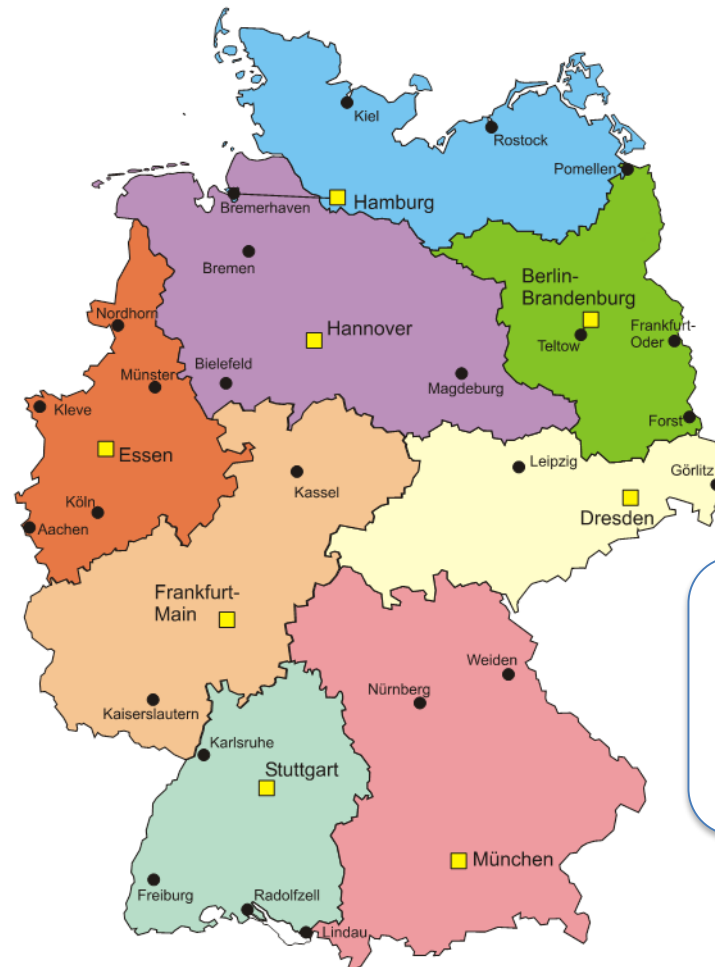 Kiel
Rostock
Pomellen
Hamburg
Bremerhaven
Bremen
Berlin-
Brandenburg
Nordhorn
Hannover
Teltow
Frankfurt-
Oder
Bielefeld
Münster
Magdeburg
Kleve
Forst
Essen
Leipzig
Görlitz
Kassel
Köln
Dresden
Aachen
Frankfurt-
Main
Weiden
Nürnberg
Kaiserslautern
Karlsruhe
Stuttgart
München
Freiburg
Radolfzell
Lindau